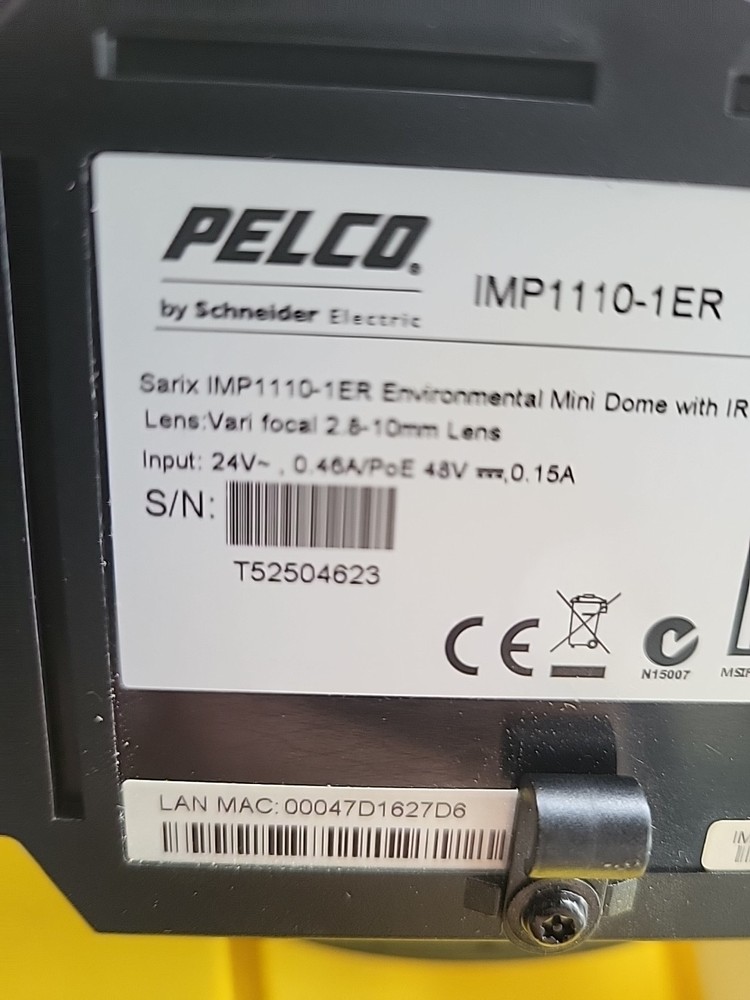 PELCO®
by Schneider Electric
IMP1110-1ER
Sarix IMP1110-1ER Environmental Mini Dome with IR
Lens:Vari focal 2.8-10mm Lens
Input: 24V~ , 0.46A/PoE 48V ⎓,0.15A
S/N:
T52504623
CE
N15007
LAN MAC:00047D1627D6